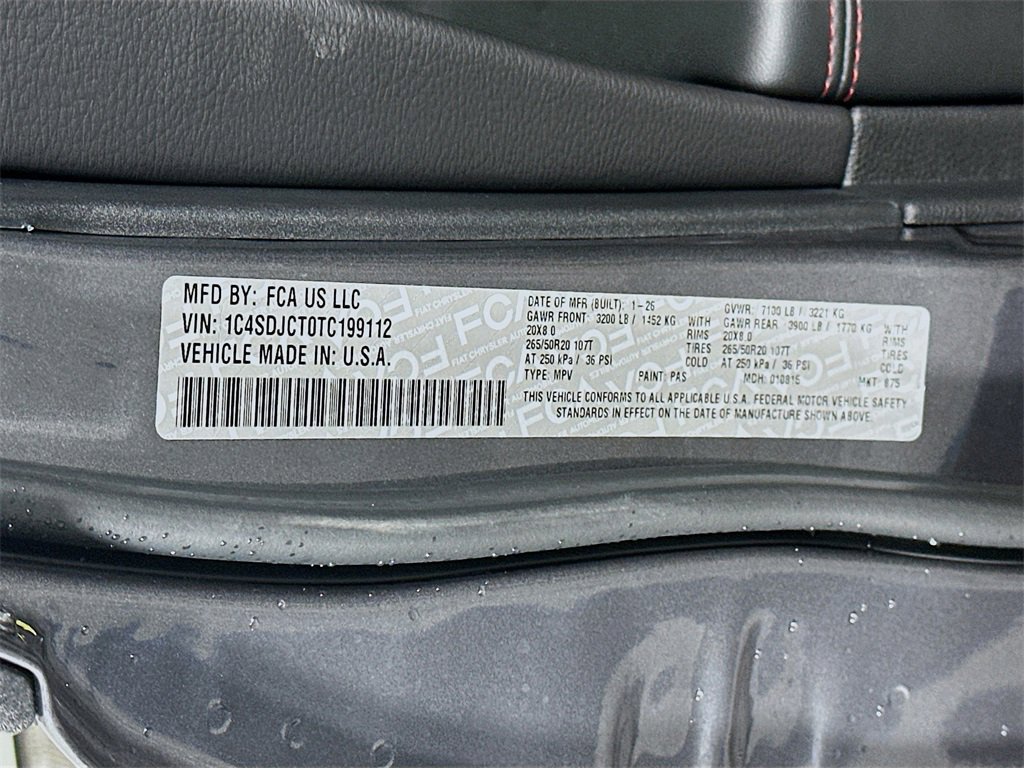 MFD BY: FCA US LLC
VIN: 1C4SDJCT0TC199112
VEHICLE MADE IN: U.S.A.
DATE OF MFR (BUILT): 1-26
GAWR FRONT: 3200 LB / 1452 KG WITH
20X8.0 RIMS
265/50R20 107T TIRES
AT 250 kPa / 36 PSI COLD
TYPE: MPV PAINT: PAS
GVWR: 7100 LB / 3221 KG
GAWR REAR: 3900 LB / 1770 KG WITH
20X8.0 RIMS
265/50R20 107T TIRES
AT 250 kPa / 36 PSI COLD
MDH: 010815 MKT: 875
THIS VEHICLE CONFORMS TO ALL APPLICABLE U.S.A. FEDERAL MOTOR VEHICLE SAFETY
STANDARDS IN EFFECT ON THE DATE OF MANUFACTURE SHOWN ABOVE.